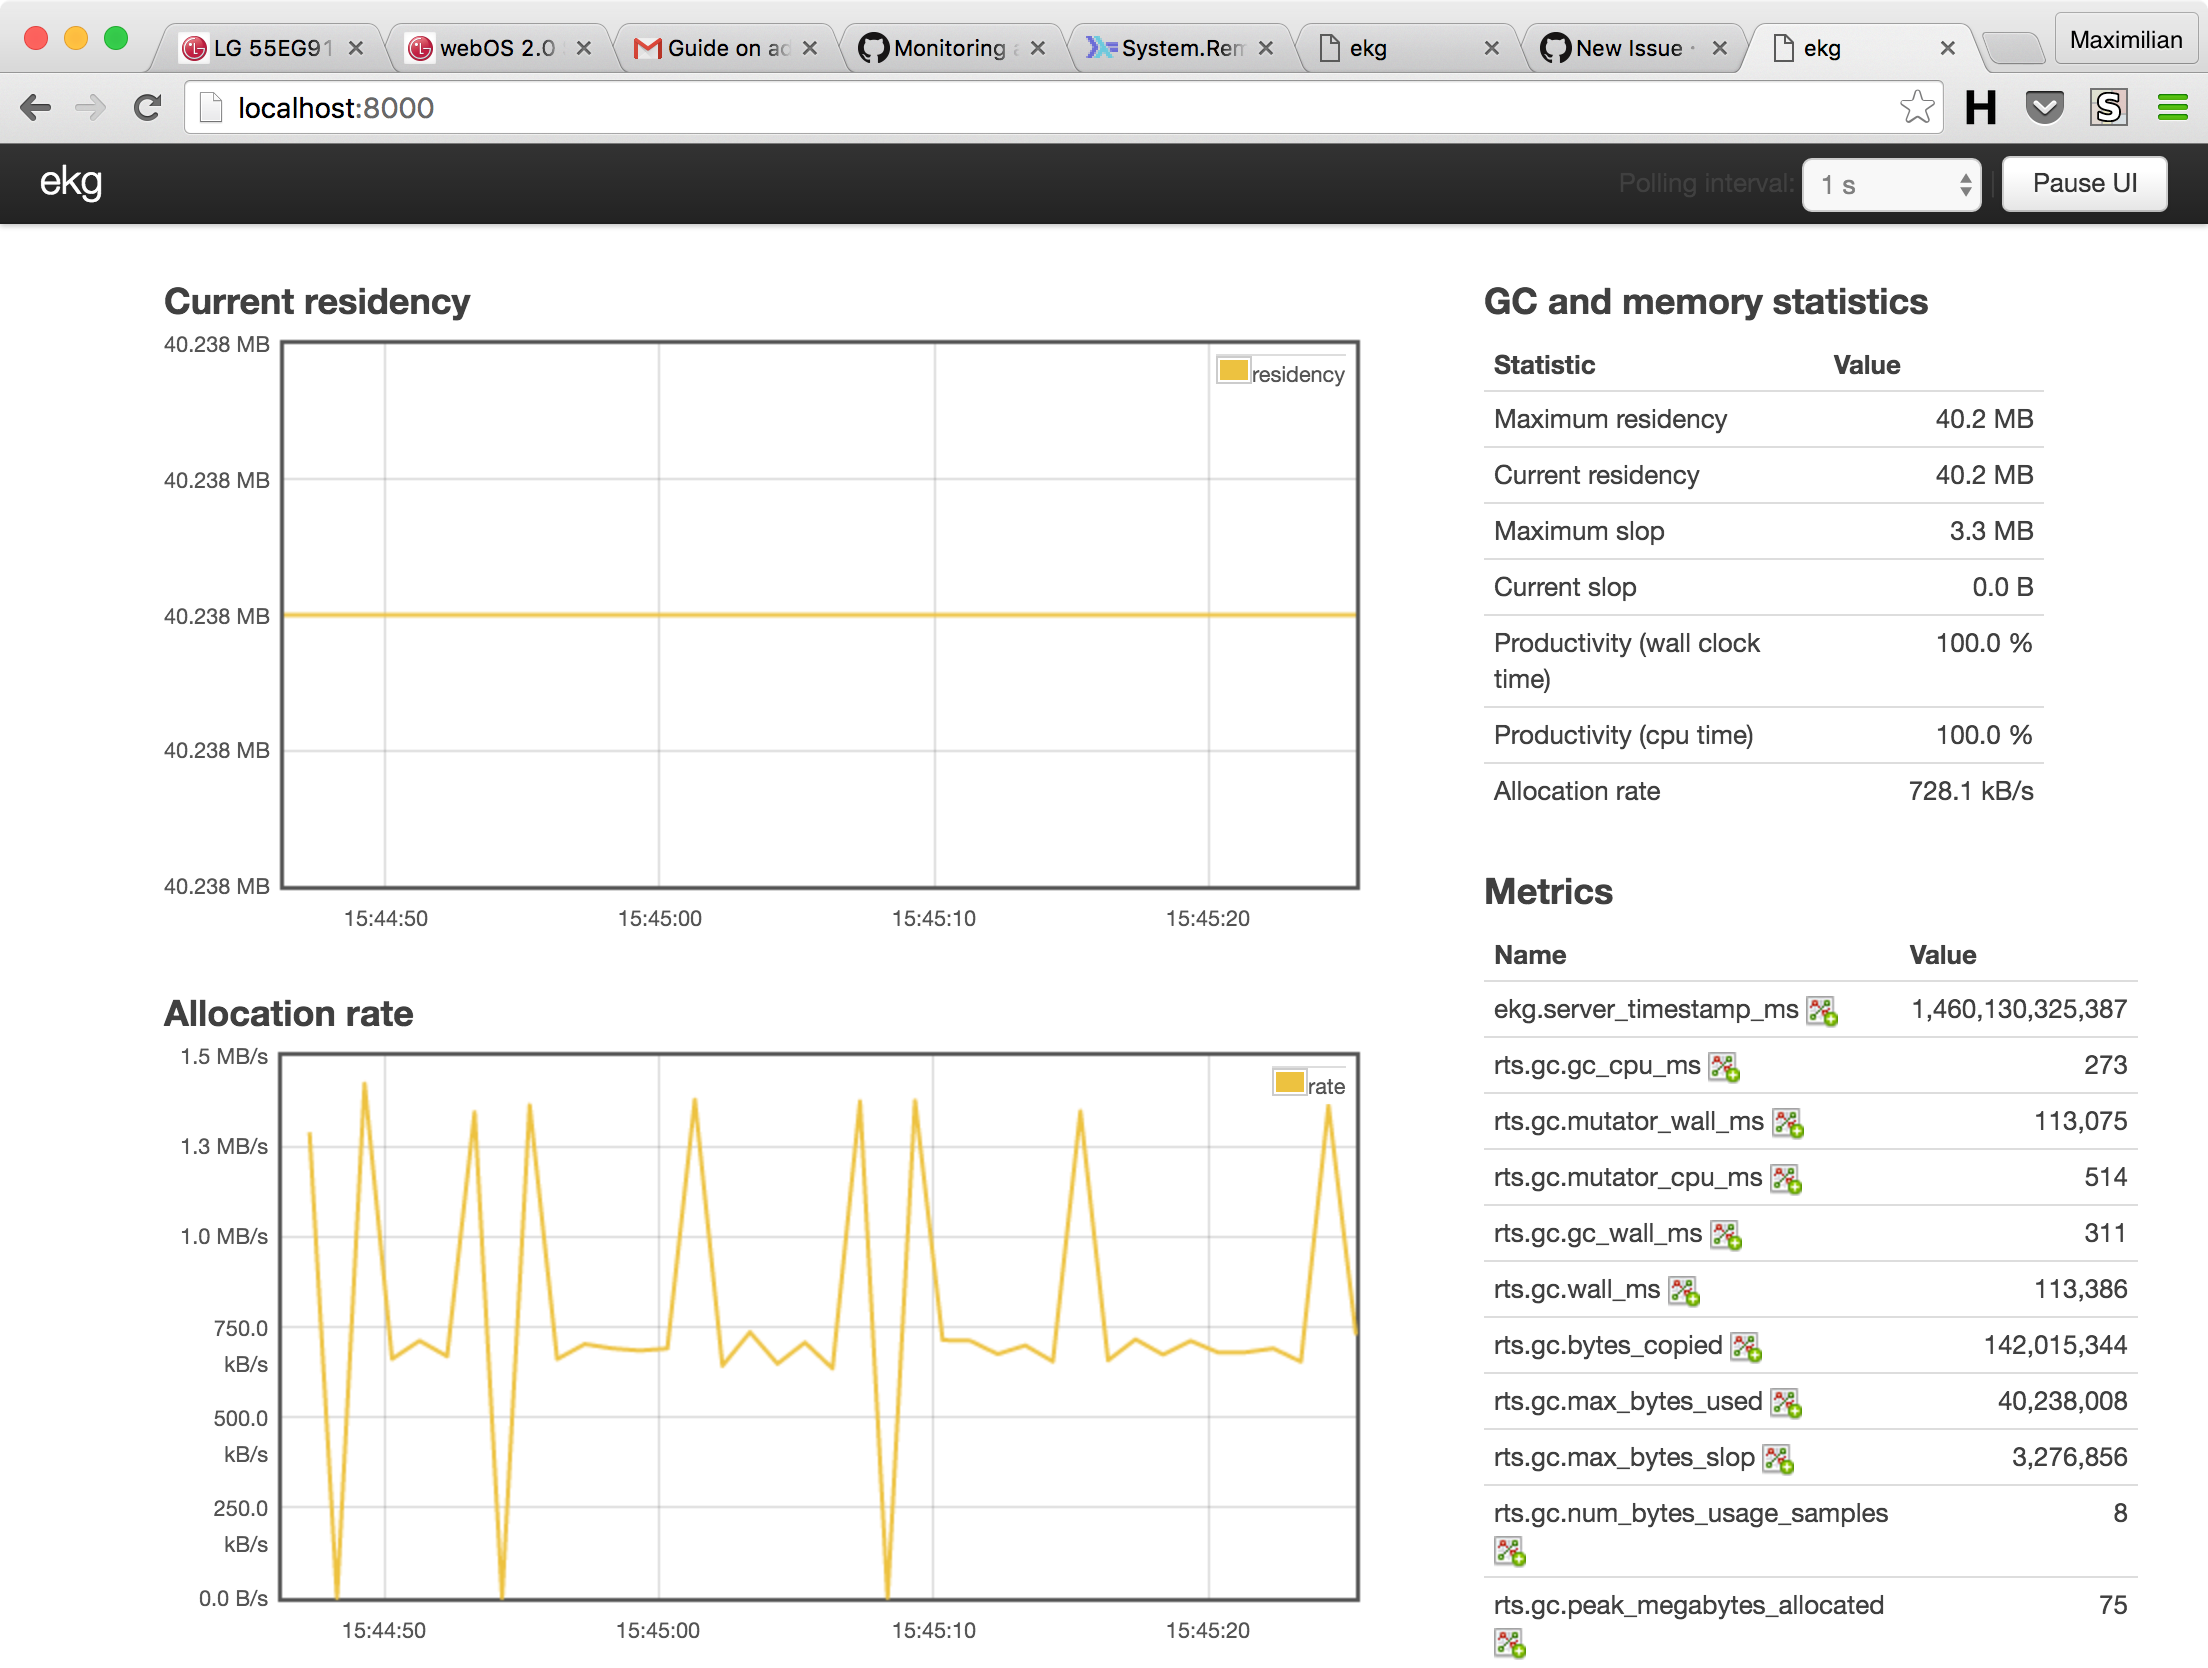 LG 55EG91
webOS 2.0
Guide on ad
Monitoring a
System.Rem
ekg
New Issue ·
ekg
Maximilian
localhost:8000
H
S
ekg
Polling interval:
1 s
Pause UI
Current residency
40.238 MB
40.238 MB
40.238 MB
40.238 MB
40.238 MB
residency
15:44:50
15:45:00
15:45:10
15:45:20
Allocation rate
1.5 MB/s
1.3 MB/s
1.0 MB/s
750.0
kB/s
500.0
kB/s
250.0
kB/s
0.0 B/s
rate
15:44:50
15:45:00
15:45:10
15:45:20
GC and memory statistics
Statistic Value
Maximum residency 40.2 MB
Current residency 40.2 MB
Maximum slop 3.3 MB
Current slop 0.0 B
Productivity (wall clock 100.0 %
time)
Productivity (cpu time) 100.0 %
Allocation rate 728.1 kB/s
Metrics
Name Value
ekg.server_timestamp_ms 1,460,130,325,387
rts.gc.gc_cpu_ms 273
rts.gc.mutator_wall_ms 113,075
rts.gc.mutator_cpu_ms 514
rts.gc.gc_wall_ms 311
rts.gc.wall_ms 113,386
rts.gc.bytes_copied 142,015,344
rts.gc.max_bytes_used 40,238,008
rts.gc.max_bytes_slop 3,276,856
rts.gc.num_bytes_usage_samples 8
rts.gc.peak_megabytes_allocated 75